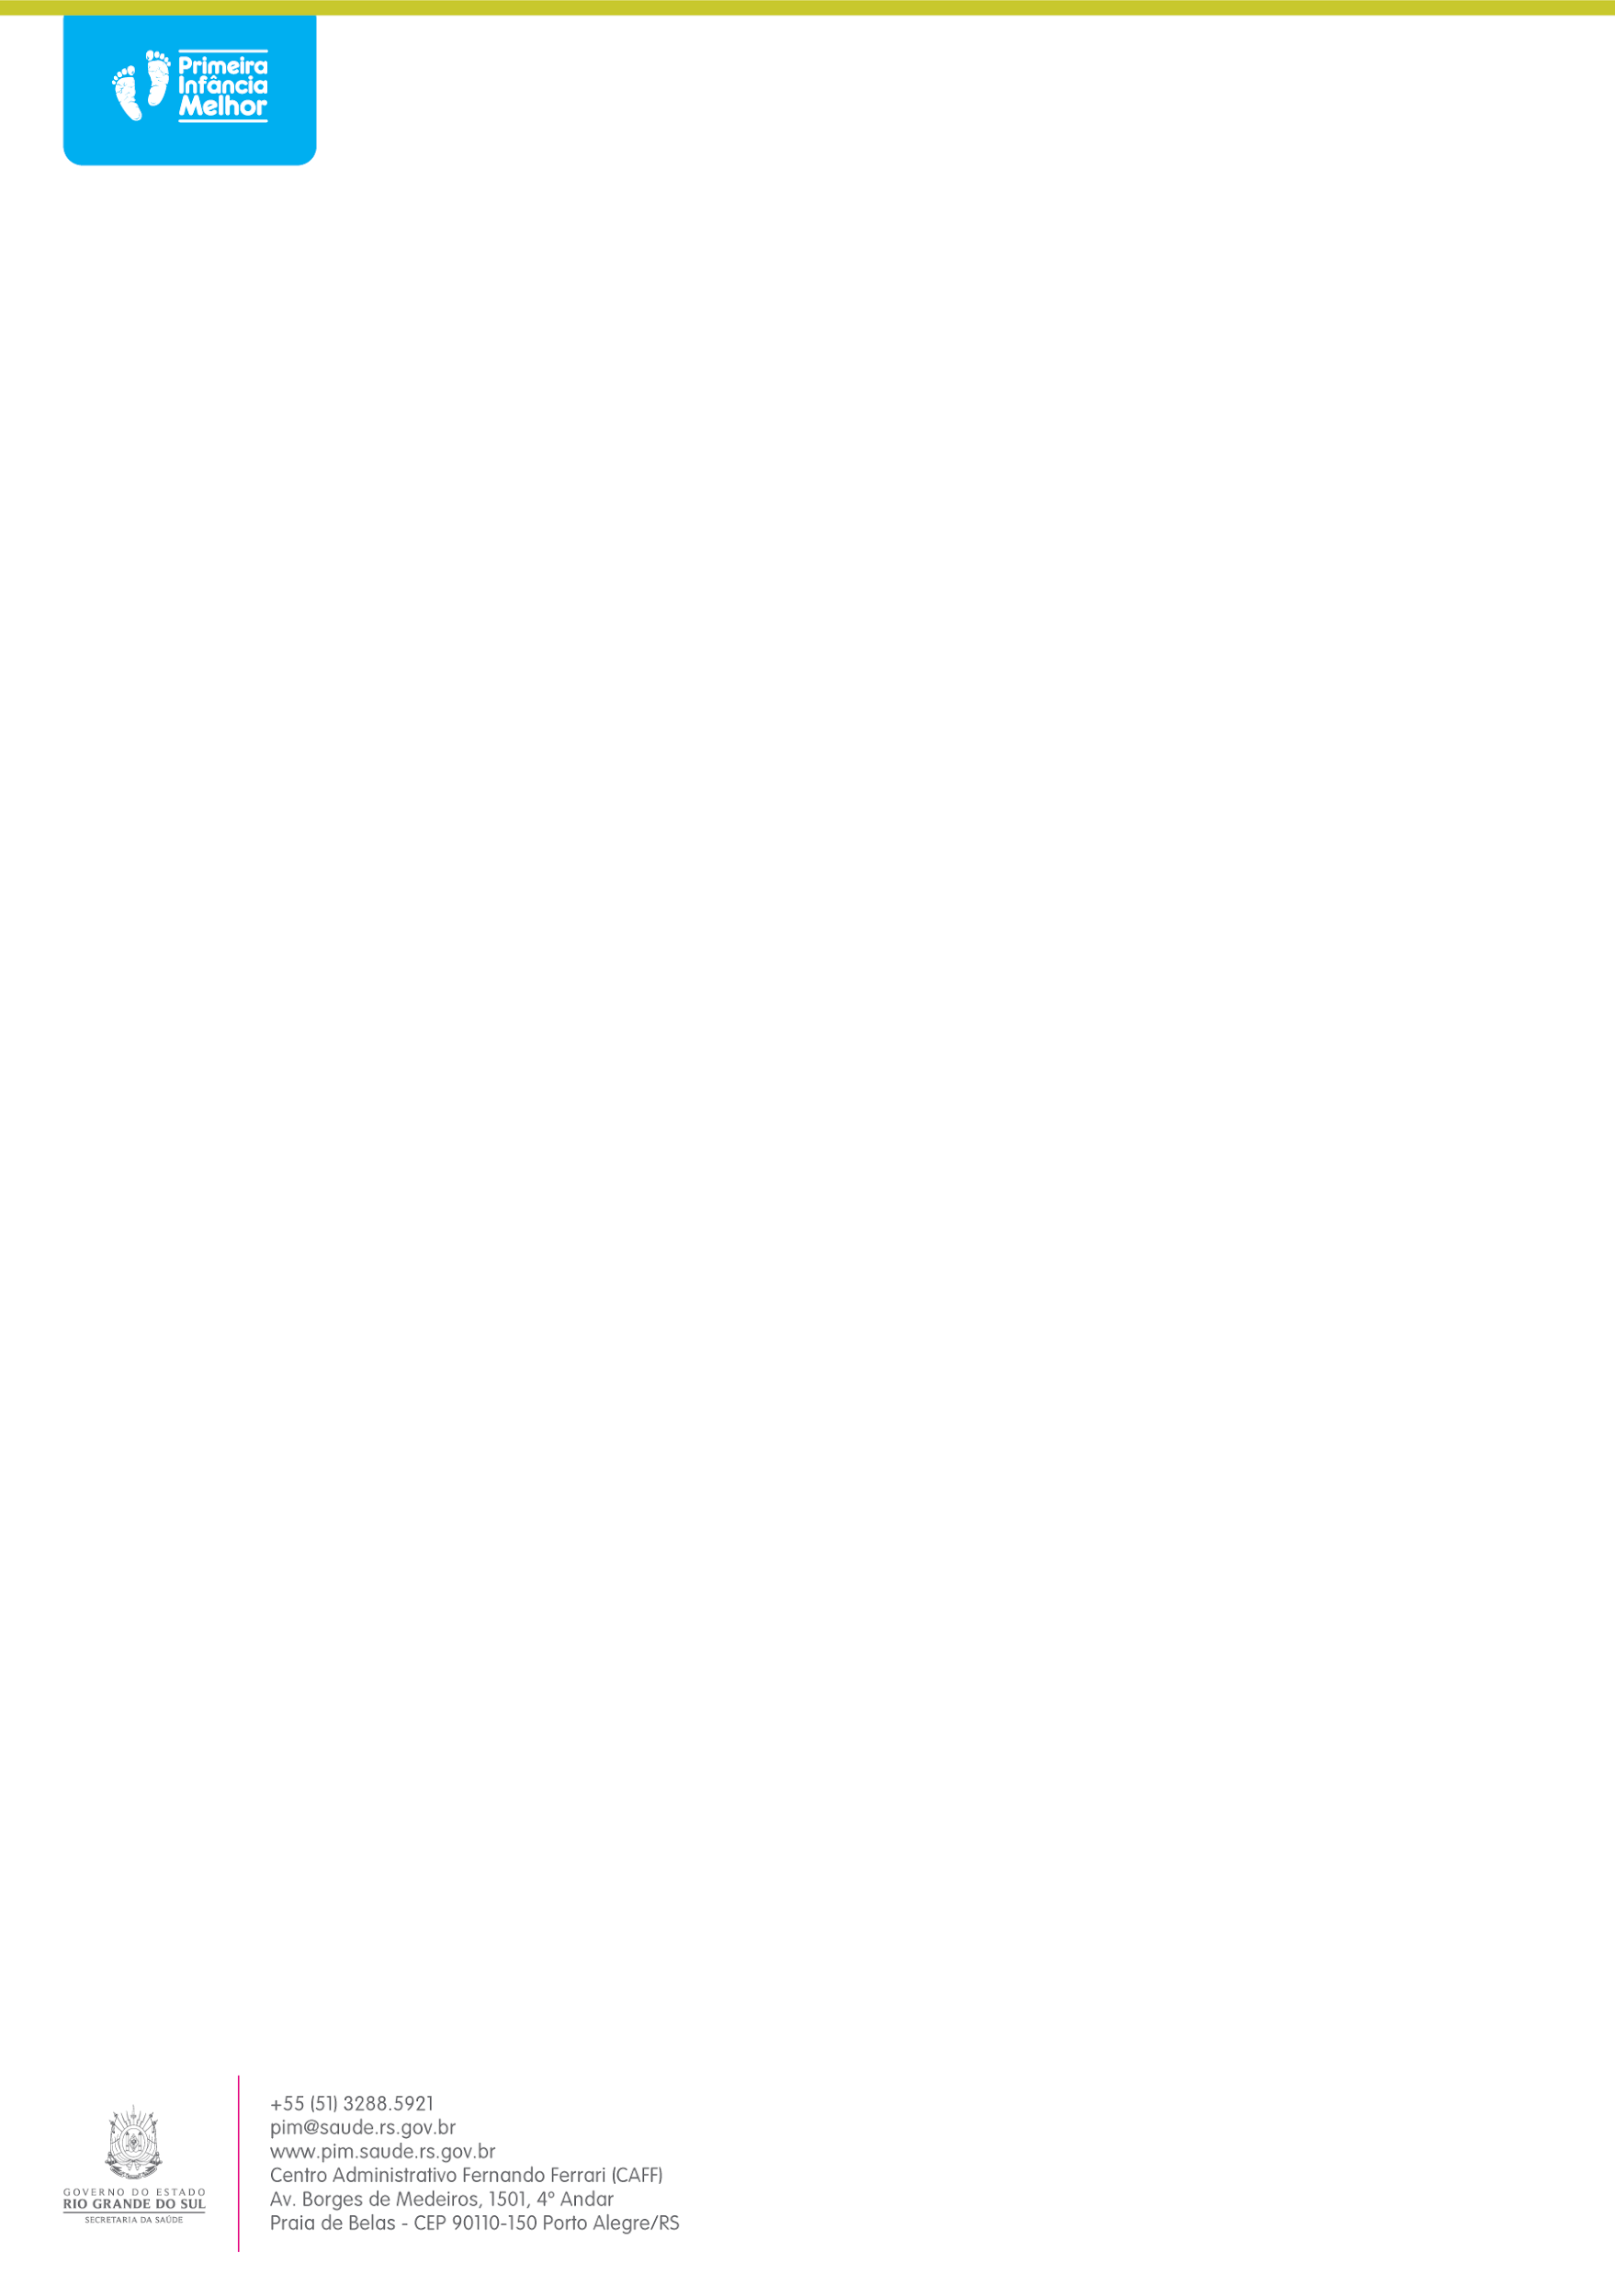 Primeira
Infância
Melhor
GOVERNO DO ESTADO
RIO GRANDE DO SUL
SECRETARIA DA SAÚDE
+55 (51) 3288.5921
pim@saude.rs.gov.br
www.pim.saude.rs.gov.br
Centro Administrativo Fernando Ferrari (CAFF)
Av. Borges de Medeiros, 1501, 4º Andar
Praia de Belas - CEP 90110-150 Porto Alegre/RS